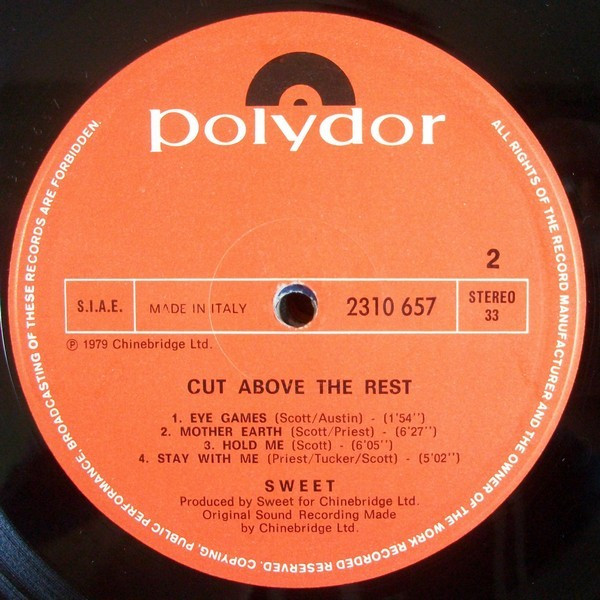 polydor
2
S.I.A.E.
MADE IN ITALY
2310 657
STEREO
33
℗ 1979 Chinebridge Ltd.
CUT ABOVE THE REST
1. EYE GAMES (Scott/Austin) - (1'54'')
2. MOTHER EARTH (Scott/Priest) - (6'27'')
3. HOLD ME (Scott) - (6'05'')
4. STAY WITH ME (Priest/Tucker/Scott) - (5'02'')
SWEET
Produced by Sweet for Chinebridge Ltd.
Original Sound Recording Made
by Chinebridge Ltd.
ALL RIGHTS OF THE RECORD MANUFACTURER AND THE OWNER OF THE WORK RECORDED RESERVED. COPYING, PUBLIC PERFORMANCE, BROADCASTING OF THESE RECORDS ARE FORBIDDEN.